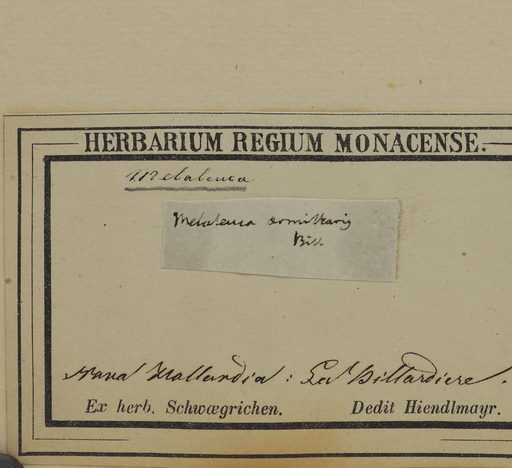 HERBARIUM REGIUM MONACENSE.
Melaleuca
Melaleuca armillaris
Bill
Nova Hollandia : La Billardiere.
Ex herb. Schwægrichen. Dedit Hiendlmayr.